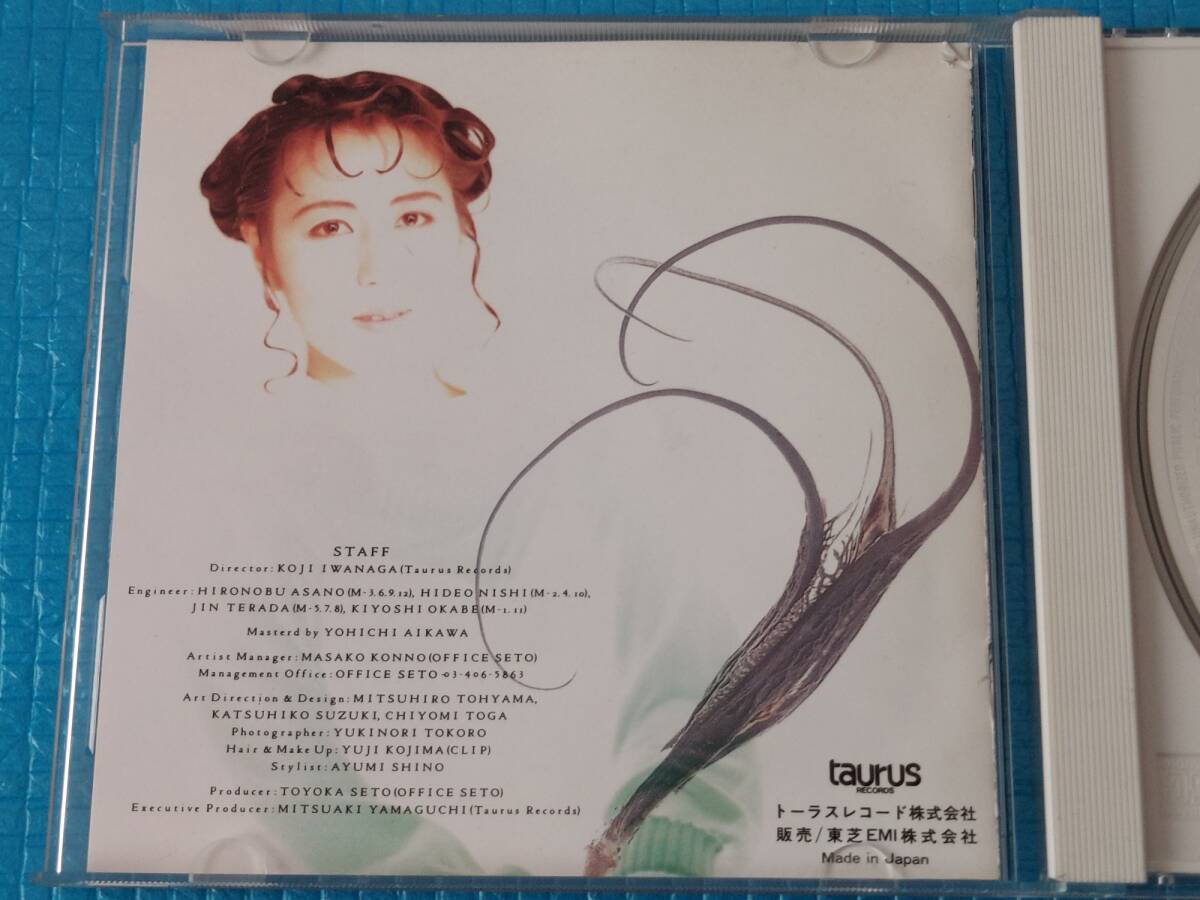 STAFF
Director: KOJI IWANAGA (Taurus Records)
Engineer: HIRONOBU ASANO (M-3.6.9.12), HIDEO NISHI (M-2.4.10),
JIN TERADA (M-5.7.8), KIYOSHI OKABE (M-1.11)
Masterd by YOHICHI AIKAWA
Artist Manager: MASAKO KONNO (OFFICE SETO)
Management Office: OFFICE SETO 03-406-5863
Art Direction & Design: MITSUHIRO TOHYAMA,
KATSUHIKO SUZUKI, CHIYOMI TOGA
Photographer: YUKINORI TOKORO
Hair & Make Up: YUJI KOJIMA (CLIP)
Stylist: AYUMI SHINO
Producer: TOYOKA SETO (OFFICE SETO)
Executive Producer: MITSUAKI YAMAGUCHI (Taurus Records)
taurus
RECORDS
トーラスレコード株式会社
販売/東芝EMI株式会社
Made in Japan